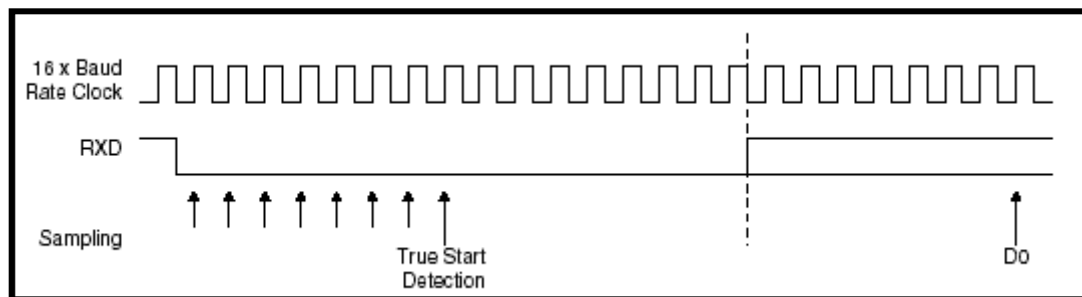 16 x Baud
Rate Clock
RXD
Sampling
True Start
Detection
D0